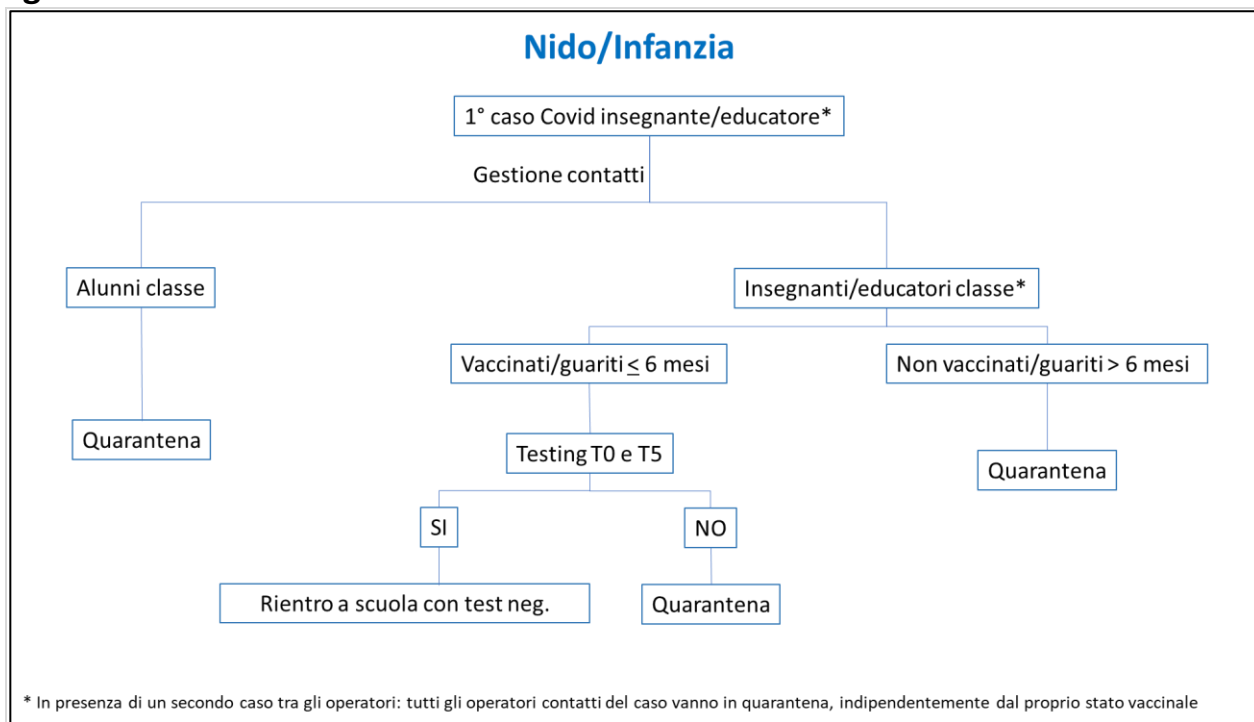 Nido/Infanzia
1° caso Covid insegnante/educatore*
Gestione contatti
Alunni classe
Insegnanti/educatori classe*
Vaccinati/guariti ≤ 6 mesi
Non vaccinati/guariti > 6 mesi
Quarantena
Testing T0 e T5
Quarantena
SI
NO
Rientro a scuola con test neg.
Quarantena
* In presenza di un secondo caso tra gli operatori: tutti gli operatori contatti del caso vanno in quarantena, indipendentemente dal proprio stato vaccinale